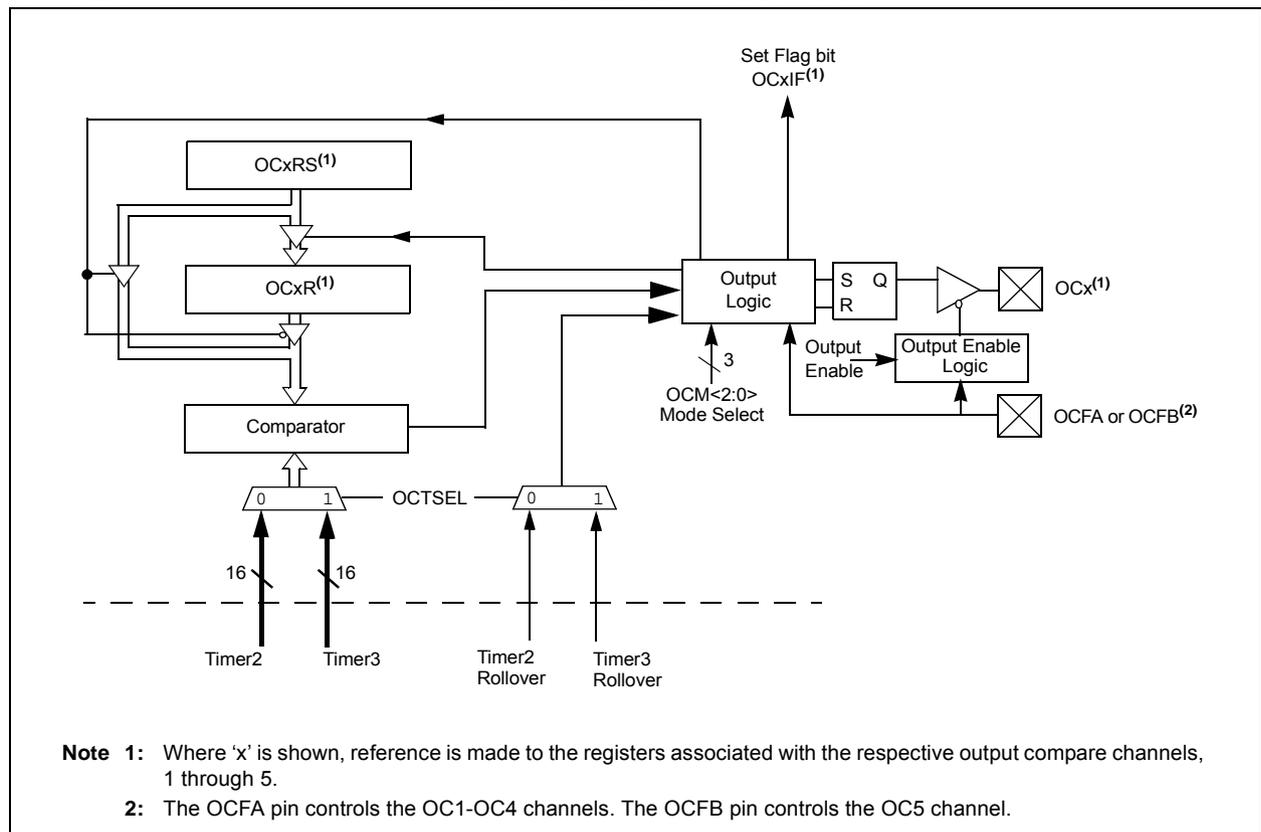 Set Flag bit
OCxIF(1)
OCxRS(1)
OCxR(1)
Output
Logic
S Q
R
OCx(1)
Output
Enable
Output Enable
Logic
3
OCM<2:0>
Mode Select
OCFA or OCFB(2)
Comparator
0 1
OCTSEL
0 1
16
16
Timer2
Timer3
Timer2
Rollover
Timer3
Rollover
Note 1: Where ‘x’ is shown, reference is made to the registers associated with the respective output compare channels,
1 through 5.
2: The OCFA pin controls the OC1-OC4 channels. The OCFB pin controls the OC5 channel.